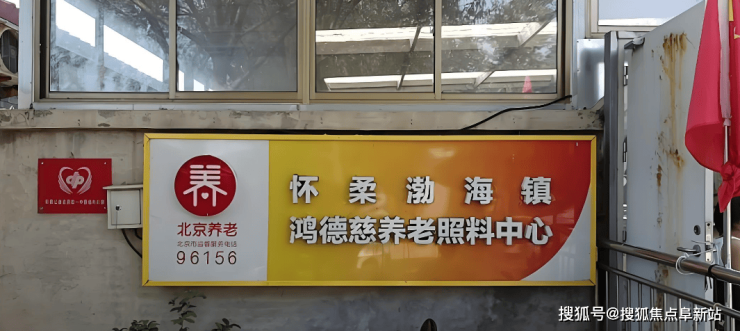 养
北京养老
北京市养老服务电话
96156
怀柔渤海镇
鸿德慈养老照料中心
搜狐号@搜狐焦点阜新站